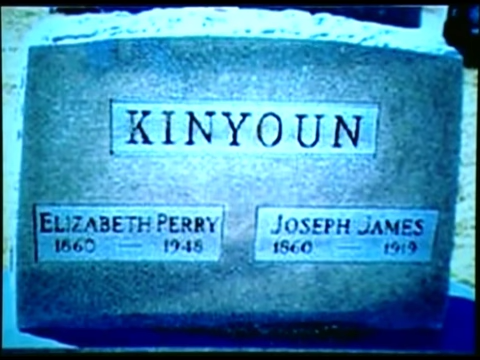 KINYOUN
ELIZABETH PERRY
1860 — 1948
JOSEPH JAMES
1860 — 1919